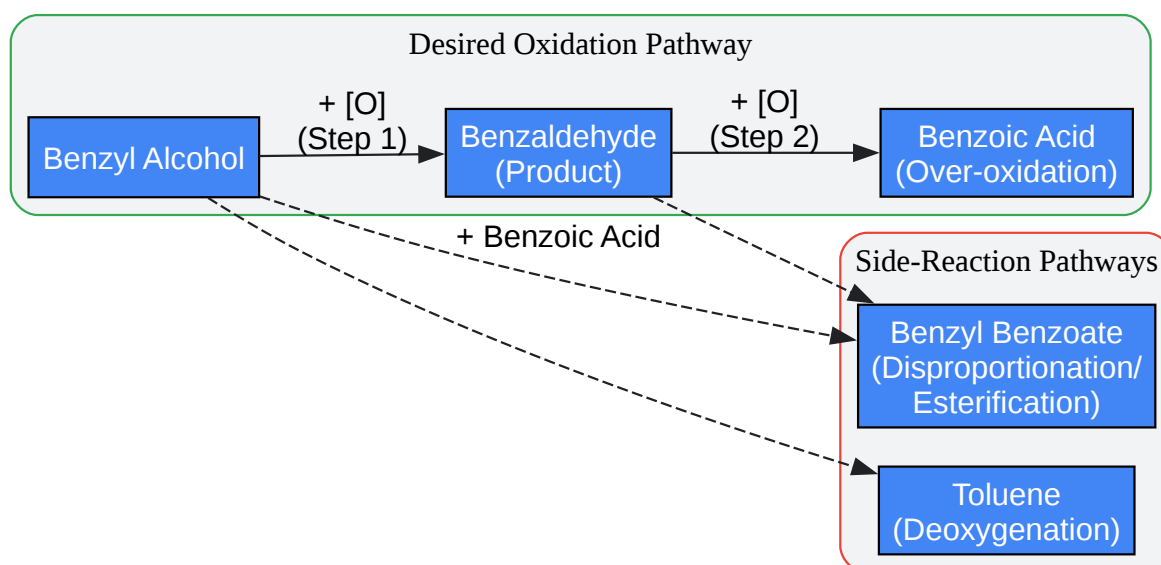 Desired Oxidation Pathway
Benzyl Alcohol
+ [O]
(Step 1)
Benzaldehyde
(Product)
+ [O]
(Step 2)
Benzoic Acid
(Over-oxidation)
+ Benzoic Acid
Side-Reaction Pathways
Benzyl Benzoate
(Disproportionation/
Esterification)
Toluene
(Deoxygenation)